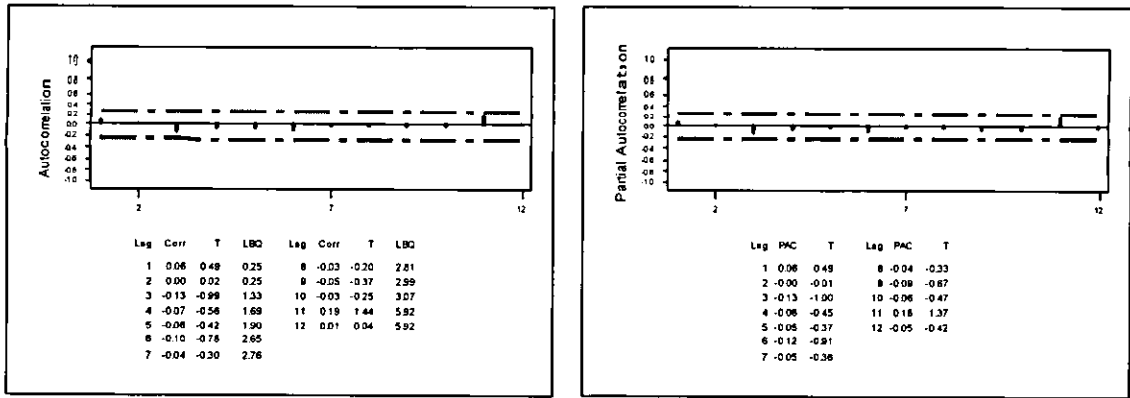 Autocorrelation
1.0
0.8
0.6
0.4
0.2
0.0
-0.2
-0.4
-0.6
-0.8
-1.0
2 7 12
Lag Corr T LBQ Lag Corr T LBQ
1 0.06 0.49 0.25 8 -0.03 -0.20 2.81
2 0.00 0.02 0.25 9 -0.05 -0.37 2.99
3 -0.13 -0.99 1.33 10 -0.03 -0.25 3.07
4 -0.07 -0.56 1.69 11 0.19 1.44 5.92
5 -0.06 -0.42 1.90 12 0.01 0.04 5.92
6 -0.10 -0.78 2.65
7 -0.04 -0.30 2.76
Partial Autocorrelation
1.0
0.8
0.6
0.4
0.2
0.0
-0.2
-0.4
-0.6
-0.8
-1.0
2 7 12
Lag PAC T Lag PAC T
1 0.06 0.49 8 -0.04 -0.33
2 -0.00 -0.01 9 -0.09 -0.67
3 -0.13 -1.00 10 -0.06 -0.47
4 -0.06 -0.45 11 0.18 1.37
5 -0.05 -0.37 12 -0.05 -0.42
6 -0.12 -0.91
7 -0.05 -0.36